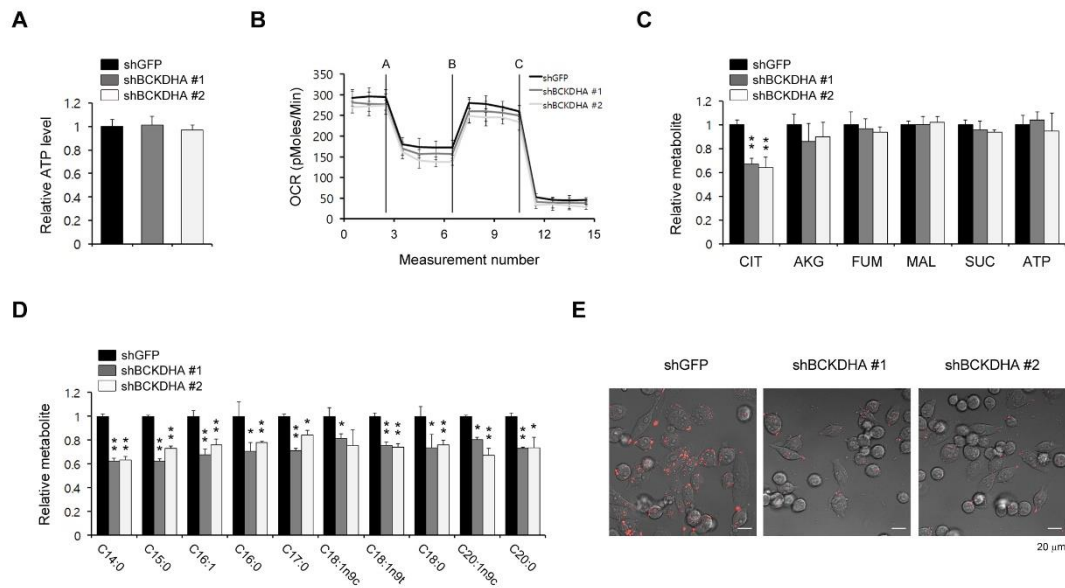 A
shGFP
shBCKDHA #1
shBCKDHA #2
Relative ATP level
1.2
1
0.8
0.6
0.4
0.2
0
B
A
B
C
shGFP
shBCKDHA #1
shBCKDHA #2
OCR (pMoles/Min)
350
300
250
200
150
100
50
0
0
3
6
9
12
15
Measurement number
C
shGFP
shBCKDHA #1
shBCKDHA #2
Relative metabolite
1.2
1
0.8
0.6
0.4
0.2
0
**
**
CIT
AKG
FUM
MAL
SUC
ATP
D
shGFP
shBCKDHA #1
shBCKDHA #2
Relative metabolite
1.2
1
0.8
0.6
0.4
0.2
0
**
**
**
**
**
**
*
**
**
*
*
**
**
*
**
*
**
**
*
C14:0
C15:0
C16:1
C16:0
C17:0
C18:1n9c
C18:1n9t
C18:0
C20:1n9c
C20:0
E
shGFP
shBCKDHA #1
shBCKDHA #2
20 μm